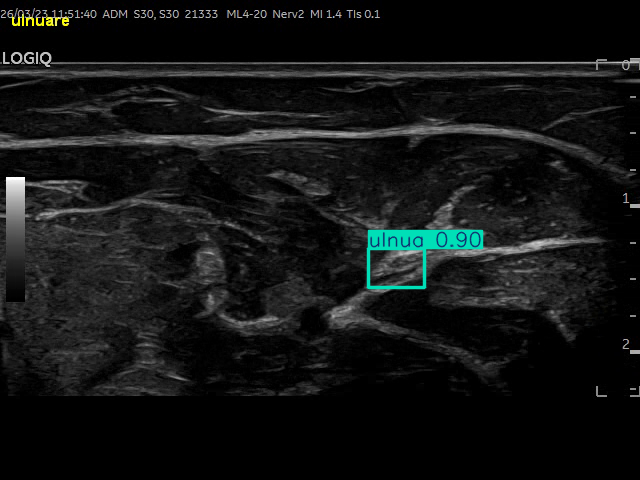 26/03/23 11:51:40 ADM S30, S30 21333 ML4-20 Nerv2 MI 1.4 TIs 0.1
ulnuare
LOGIQ
0
1
ulnua 0.90
2